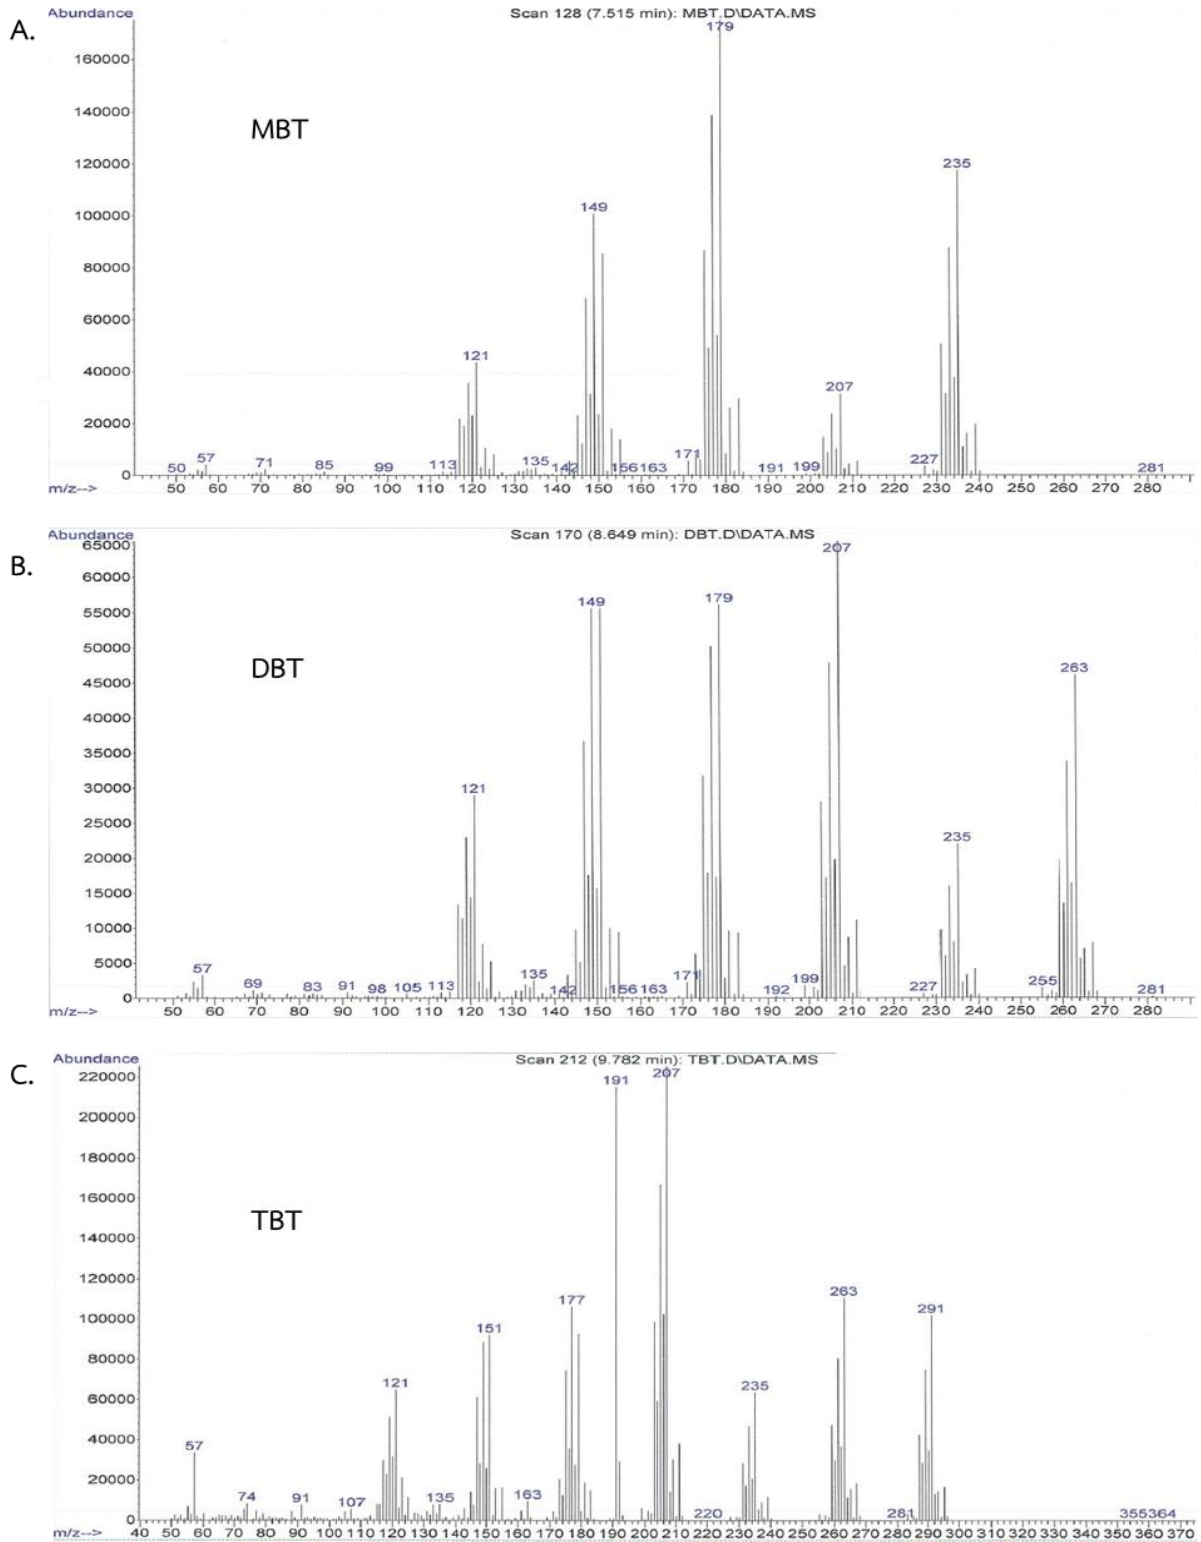 A.
Abundance
Scan 128 (7.515 min): MBT.D\DATA.MS
179
160000
MBT
140000
120000
235
100000
149
80000
60000
40000
121
207
20000
57
50 71 85 99 113 135 142 156 163 171 191 199 227 281
0
m/z-->
50 60 70 80 90 100 110 120 130 140 150 160 170 180 190 200 210 220 230 240 250 260 270 280
B.
Abundance
Scan 170 (8.649 min): DBT.D\DATA.MS
65000
207
60000
149 179
55000
50000
DBT
263
45000
40000
35000
30000
121
25000
235
20000
15000
10000
5000
57 69 83 91 98 105 113 135 142 156 163 171 192 199 227 255 281
0
m/z-->
50 60 70 80 90 100 110 120 130 140 150 160 170 180 190 200 210 220 230 240 250 260 270 280
C.
Abundance
Scan 212 (9.782 min): TBT.D\DATA.MS
220000
191 207
200000
180000
160000
TBT
140000
120000
177 263 291
100000
151
80000
121 235
60000
40000
57
20000
74 91 107 135 163 220 281 355 364
0
m/z-->
40 50 60 70 80 90 100 110 120 130 140 150 160 170 180 190 200 210 220 230 240 250 260 270 280 290 300 310 320 330 340 350 360 370